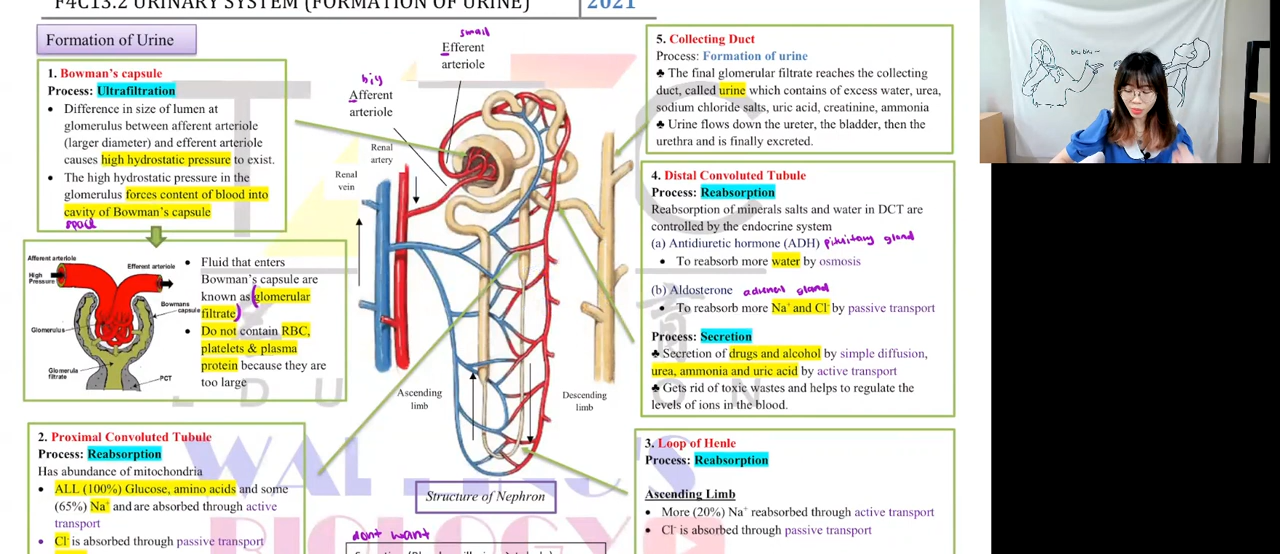 F4C13.2 URINARY SYSTEM (FORMATION OF URINE)
2021
Formation of Urine
1. Bowman's capsule
Process: Ultrafiltration
• Difference in size of lumen at
glomerulus between afferent arteriole
(larger diameter) and efferent arteriole
causes high hydrostatic pressure to exist.
• The high hydrostatic pressure in the
glomerulus forces content of blood into
cavity of Bowman's capsule
space
Afferent arteriole
Efferent arteriole
High
Pressure
Bowmans
capsule
Glomerulus
Glomerula
filtrate
PCT
• Fluid that enters
Bowman's capsule are
known as (glomerular
filtrate)
• Do not contain RBC,
platelets & plasma
protein because they are
too large
2. Proximal Convoluted Tubule
Process: Reabsorption
Has abundance of mitochondria
• ALL (100%) Glucose, amino acids and some
(65%) Na⁺ and are absorbed through active
transport
• Cl⁻ is absorbed through passive transport
small
Efferent
arteriole
big
Afferent
arteriole
Renal
artery
Renal
vein
Ascending
limb
Descending
limb
Structure of Nephron
dont want
5. Collecting Duct
Process: Formation of urine
♣ The final glomerular filtrate reaches the collecting
duct, called urine which contains of excess water, urea,
sodium chloride salts, uric acid, creatinine, ammonia
♣ Urine flows down the ureter, the bladder, then the
urethra and is finally excreted.
4. Distal Convoluted Tubule
Process: Reabsorption
Reabsorption of minerals salts and water in DCT are
controlled by the endocrine system
(a) Antidiuretic hormone (ADH) pituitary gland
• To reabsorb more water by osmosis
(b) Aldosterone adrenal gland
• To reabsorb more Na⁺ and Cl⁻ by passive transport
Process: Secretion
♣ Secretion of drugs and alcohol by simple diffusion,
urea, ammonia and uric acid by active transport
♣ Gets rid of toxic wastes and helps to regulate the
levels of ions in the blood.
3. Loop of Henle
Process: Reabsorption
Ascending Limb
• More (20%) Na⁺ reabsorbed through active transport
• Cl⁻ is absorbed through passive transport
BIOLOGY